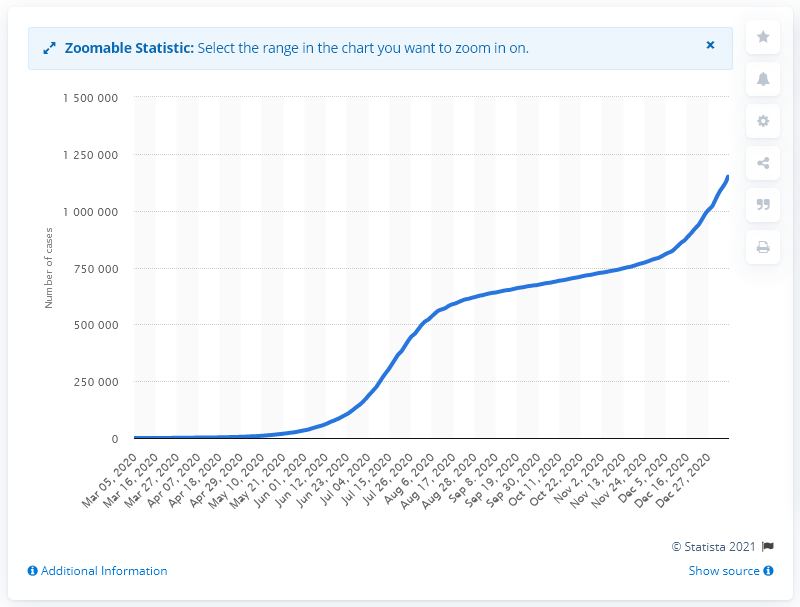 Zoomable Statistic: Select the range in the chart you want to zoom in on.
1 500 000
1 250 000
1 000 000
750 000
500 000
250 000
0
Number of cases
Mar 05, 2020
Mar 16, 2020
Mar 27, 2020
Apr 07, 2020
Apr 18, 2020
Apr 29, 2020
May 10, 2020
May 21, 2020
Jun 01, 2020
Jun 12, 2020
Jun 23, 2020
Jul 04, 2020
Jul 15, 2020
Jul 26, 2020
Aug 6, 2020
Aug 17, 2020
Aug 28, 2020
Sep 8, 2020
Sep 19, 2020
Sep 30, 2020
Oct 11, 2020
Oct 22, 2020
Nov 2, 2020
Nov 13, 2020
Nov 24, 2020
Dec 5, 2020
Dec 16, 2020
Dec 27, 2020
© Statista 2021
Additional Information
Show source